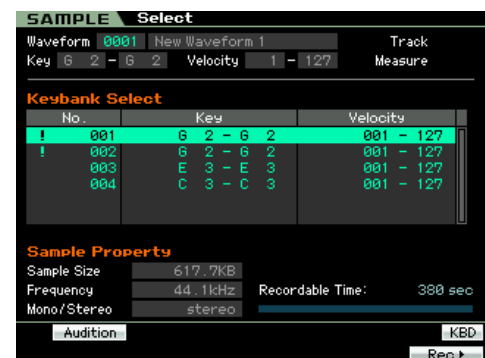 SAMPLE Select
Waveform 0001 New Waveform 1 Track
Key G 2 - G 2 Velocity 1 - 127 Measure
Keybank Select
No. Key Velocity
! 001 G 2 - G 2 001 - 127
! 002 G 2 - G 2 001 - 127
003 E 3 - E 3 001 - 127
004 C 3 - C 3 001 - 127
Sample Property
Sample Size 617.7KB
Frequency 44.1kHz Recordable Time: 380 sec
Mono/Stereo stereo
Audition KBD
Rec